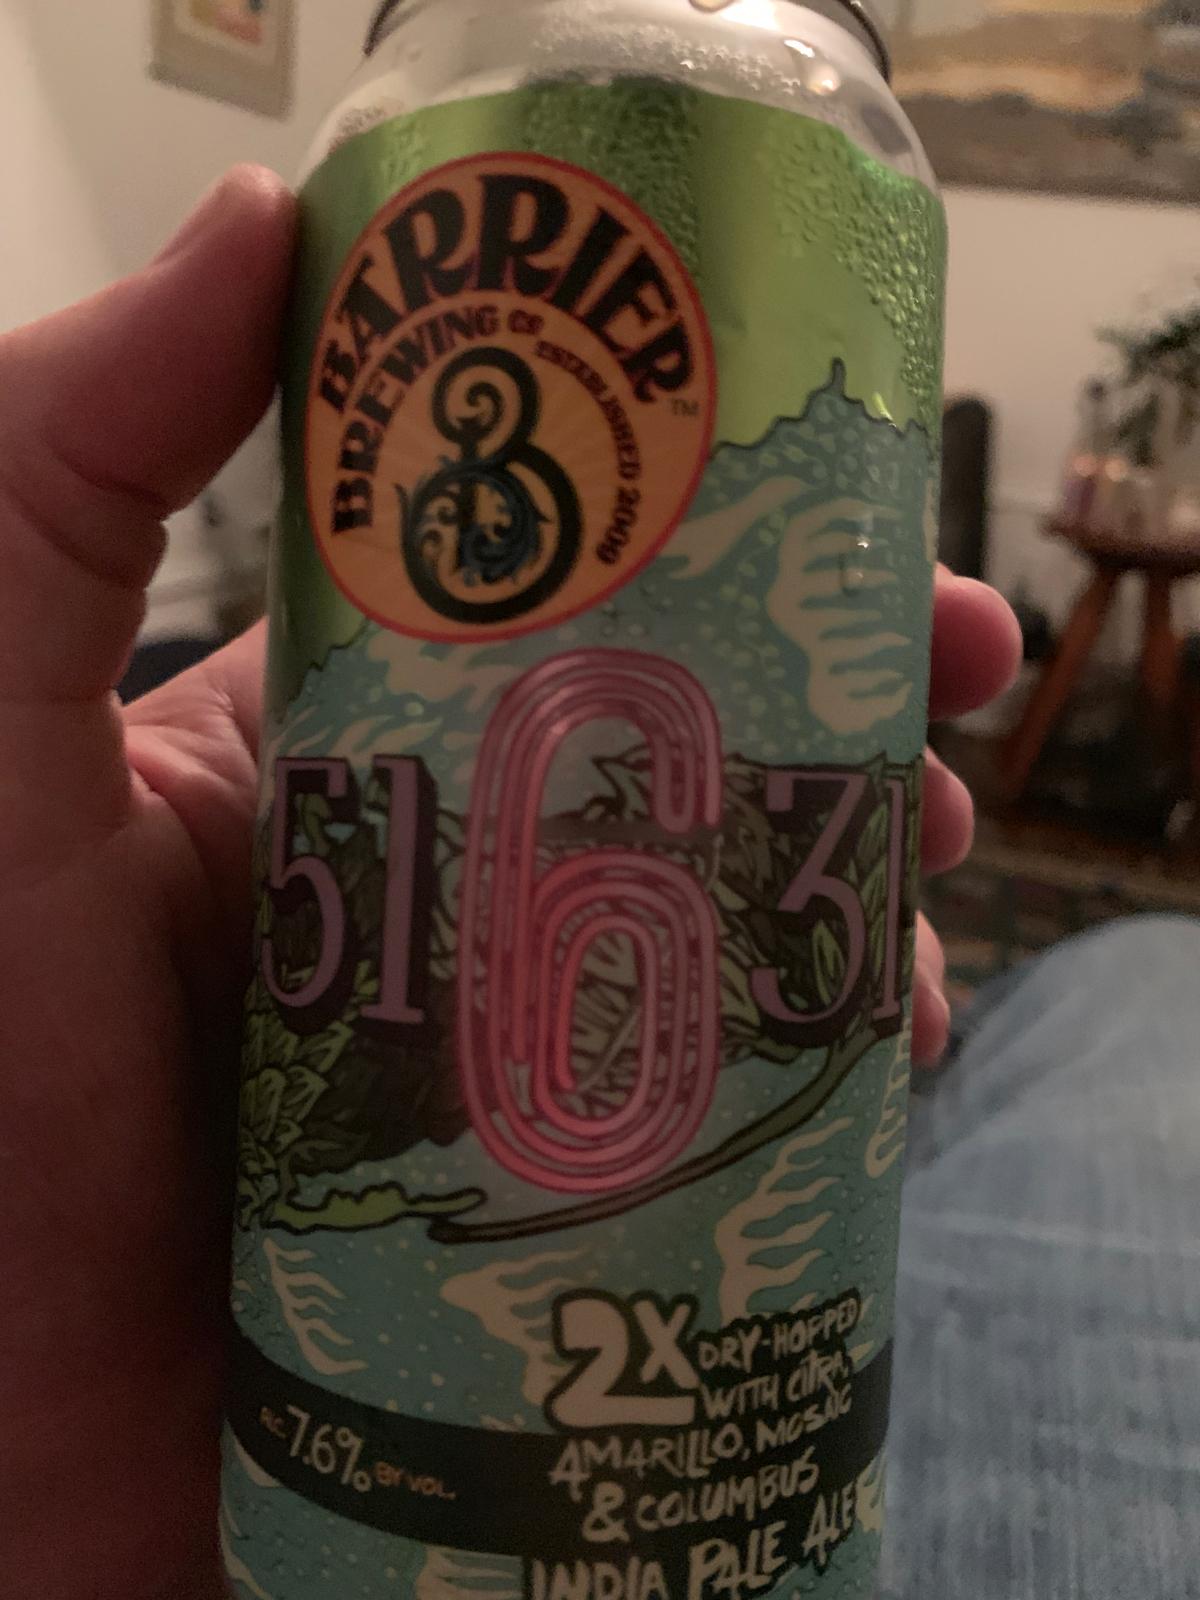 BARRIER
BREWING CO
ESTABLISHED 2009
TM
51631
2X DRY-HOPPED
WITH CITRA,
AMARILLO, MOSAIC
& COLUMBUS
INDIA PALE ALE
ALC 7.6% BY VOL.